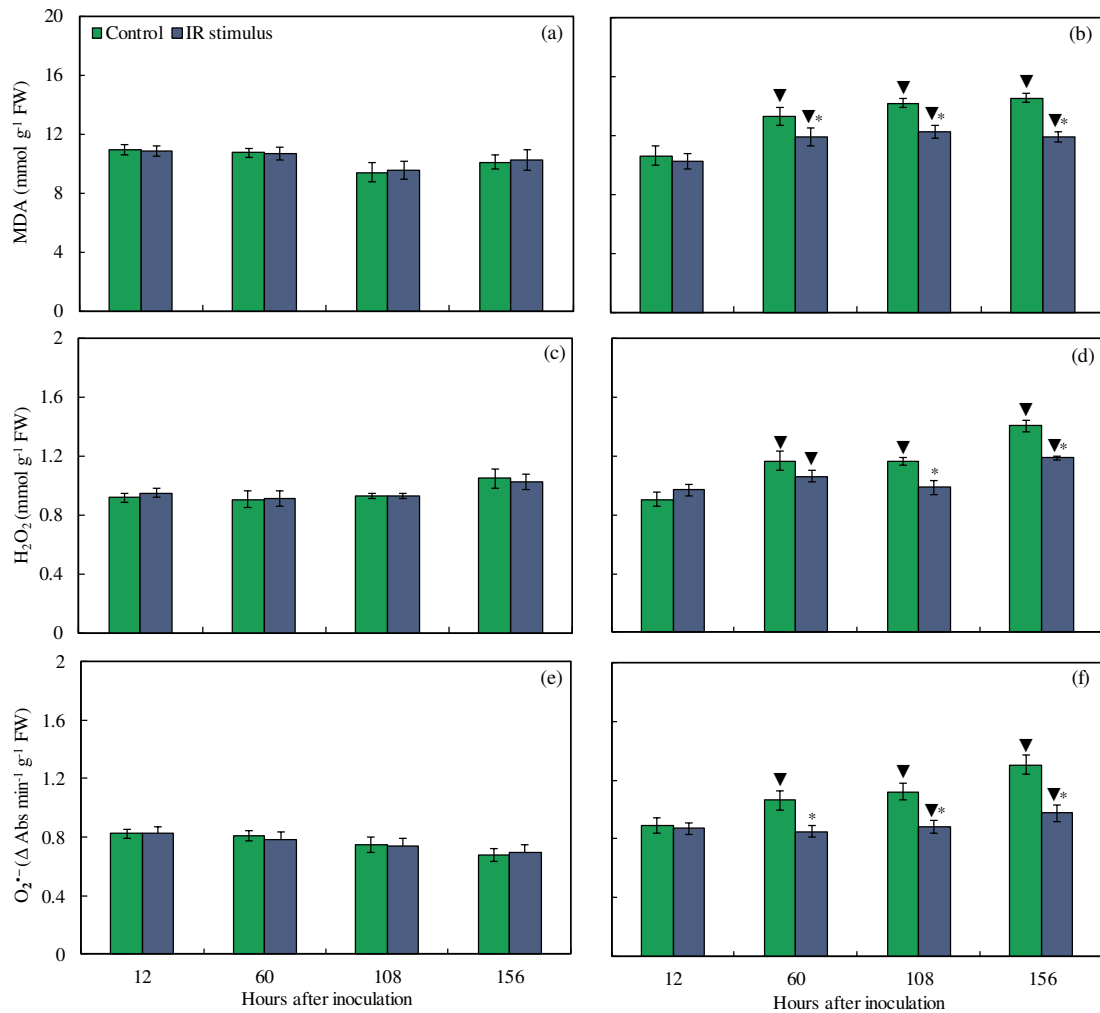 Control IR stimulus (a)
20
16
12
8
4
0
MDA (mmol g⁻¹ FW)
(b)
▼ ▼* ▼ ▼* ▼ ▼*
(c)
2
1.6
1.2
0.8
0.4
0
H₂O₂ (mmol g⁻¹ FW)
(d)
▼ ▼ ▼ * ▼ ▼*
(e)
2
1.6
1.2
0.8
0.4
0
O₂•− (Δ Abs min⁻¹ g⁻¹ FW)
12 60 108 156
Hours after inoculation
(f)
▼ * ▼ ▼* ▼ ▼*
12 60 108 156
Hours after inoculation